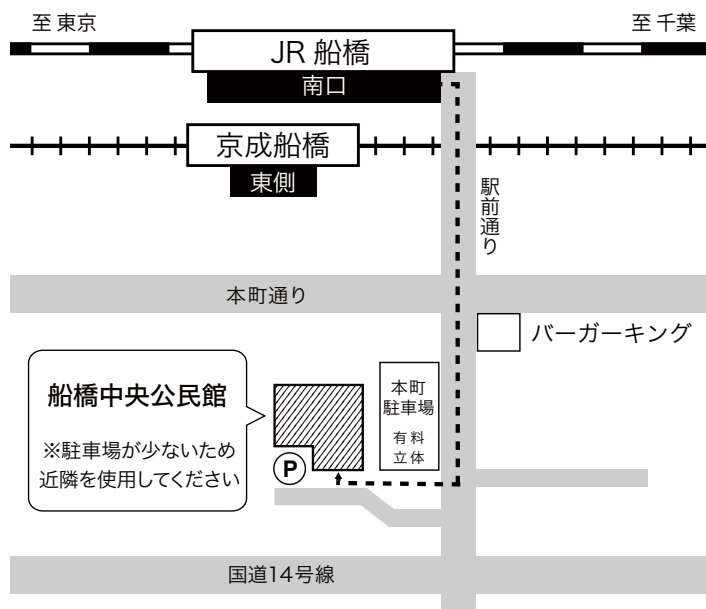 至 東京
至 千葉
JR 船橋
南口
京成船橋
東側
駅前通り
本町通り
バーガーキング
船橋中央公民館
※駐車場が少ないため
近隣を使用してください
本町
駐車場
有料
立体
P
国道14号線